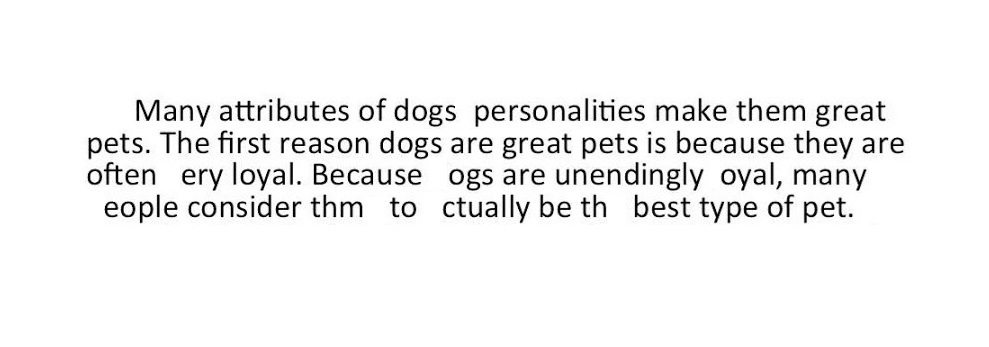 Many attributes of dogs personalities make them great
pets. The first reason dogs are great pets is because they are
often ery loyal. Because ogs are unendingly oyal, many
eople consider thm to ctually be th best type of pet.